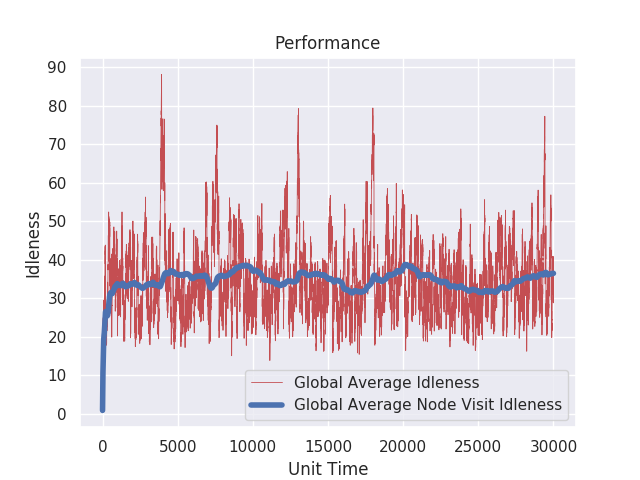 Performance
Idleness
90
80
70
60
50
40
30
20
10
0
0 5000 10000 15000 20000 25000 30000
Unit Time
Global Average Idleness
Global Average Node Visit Idleness